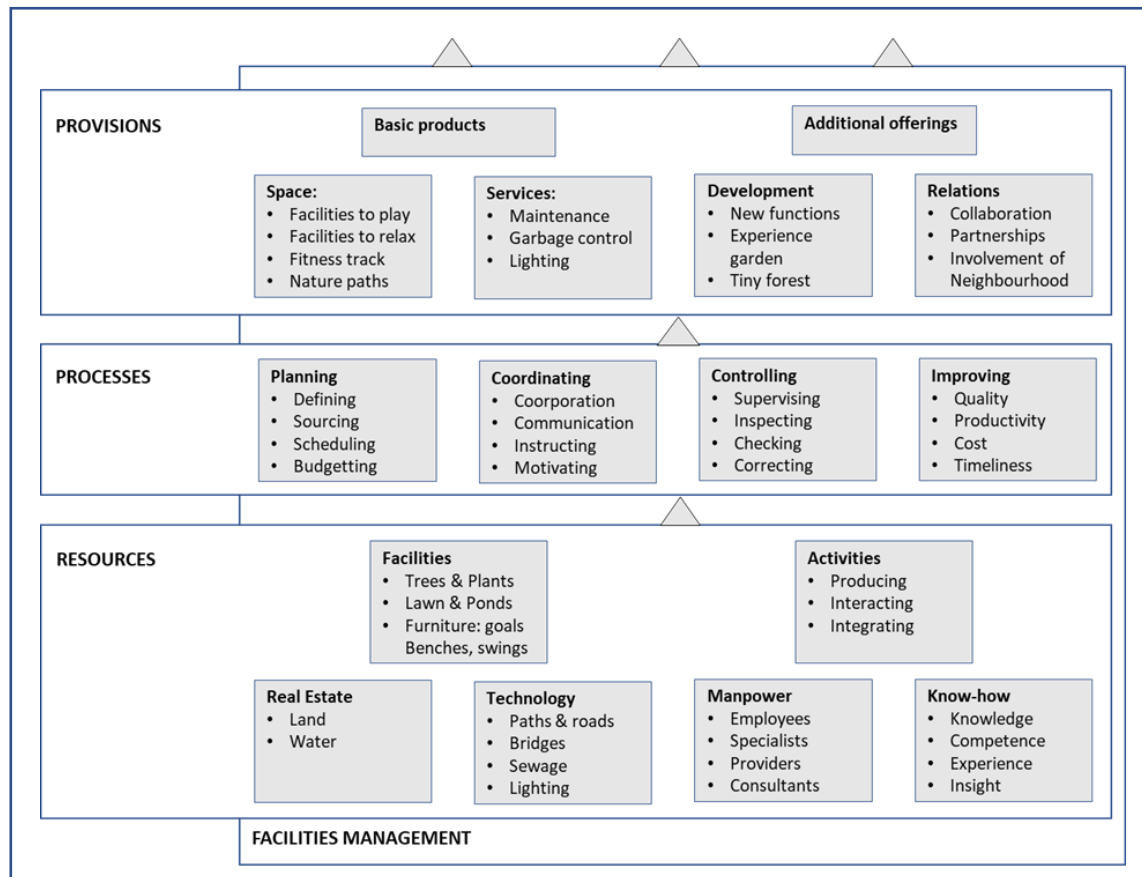 PROVISIONS
Basic products
Additional offerings
Space:
• Facilities to play
• Facilities to relax
• Fitness track
• Nature paths
Services:
• Maintenance
• Garbage control
• Lighting
Development
• New functions
• Experience
garden
• Tiny forest
Relations
• Collaboration
• Partnerships
• Involvement of
Neighbourhood
PROCESSES
Planning
• Defining
• Sourcing
• Scheduling
• Budgetting
Coordinating
• Coorporation
• Communication
• Instructing
• Motivating
Controlling
• Supervising
• Inspecting
• Checking
• Correcting
Improving
• Quality
• Productivity
• Cost
• Timeliness
RESOURCES
Facilities
• Trees & Plants
• Lawn & Ponds
• Furniture: goals
Benches, swings
Activities
• Producing
• Interacting
• Integrating
Real Estate
• Land
• Water
Technology
• Paths & roads
• Bridges
• Sewage
• Lighting
Manpower
• Employees
• Specialists
• Providers
• Consultants
Know-how
• Knowledge
• Competence
• Experience
• Insight
FACILITIES MANAGEMENT